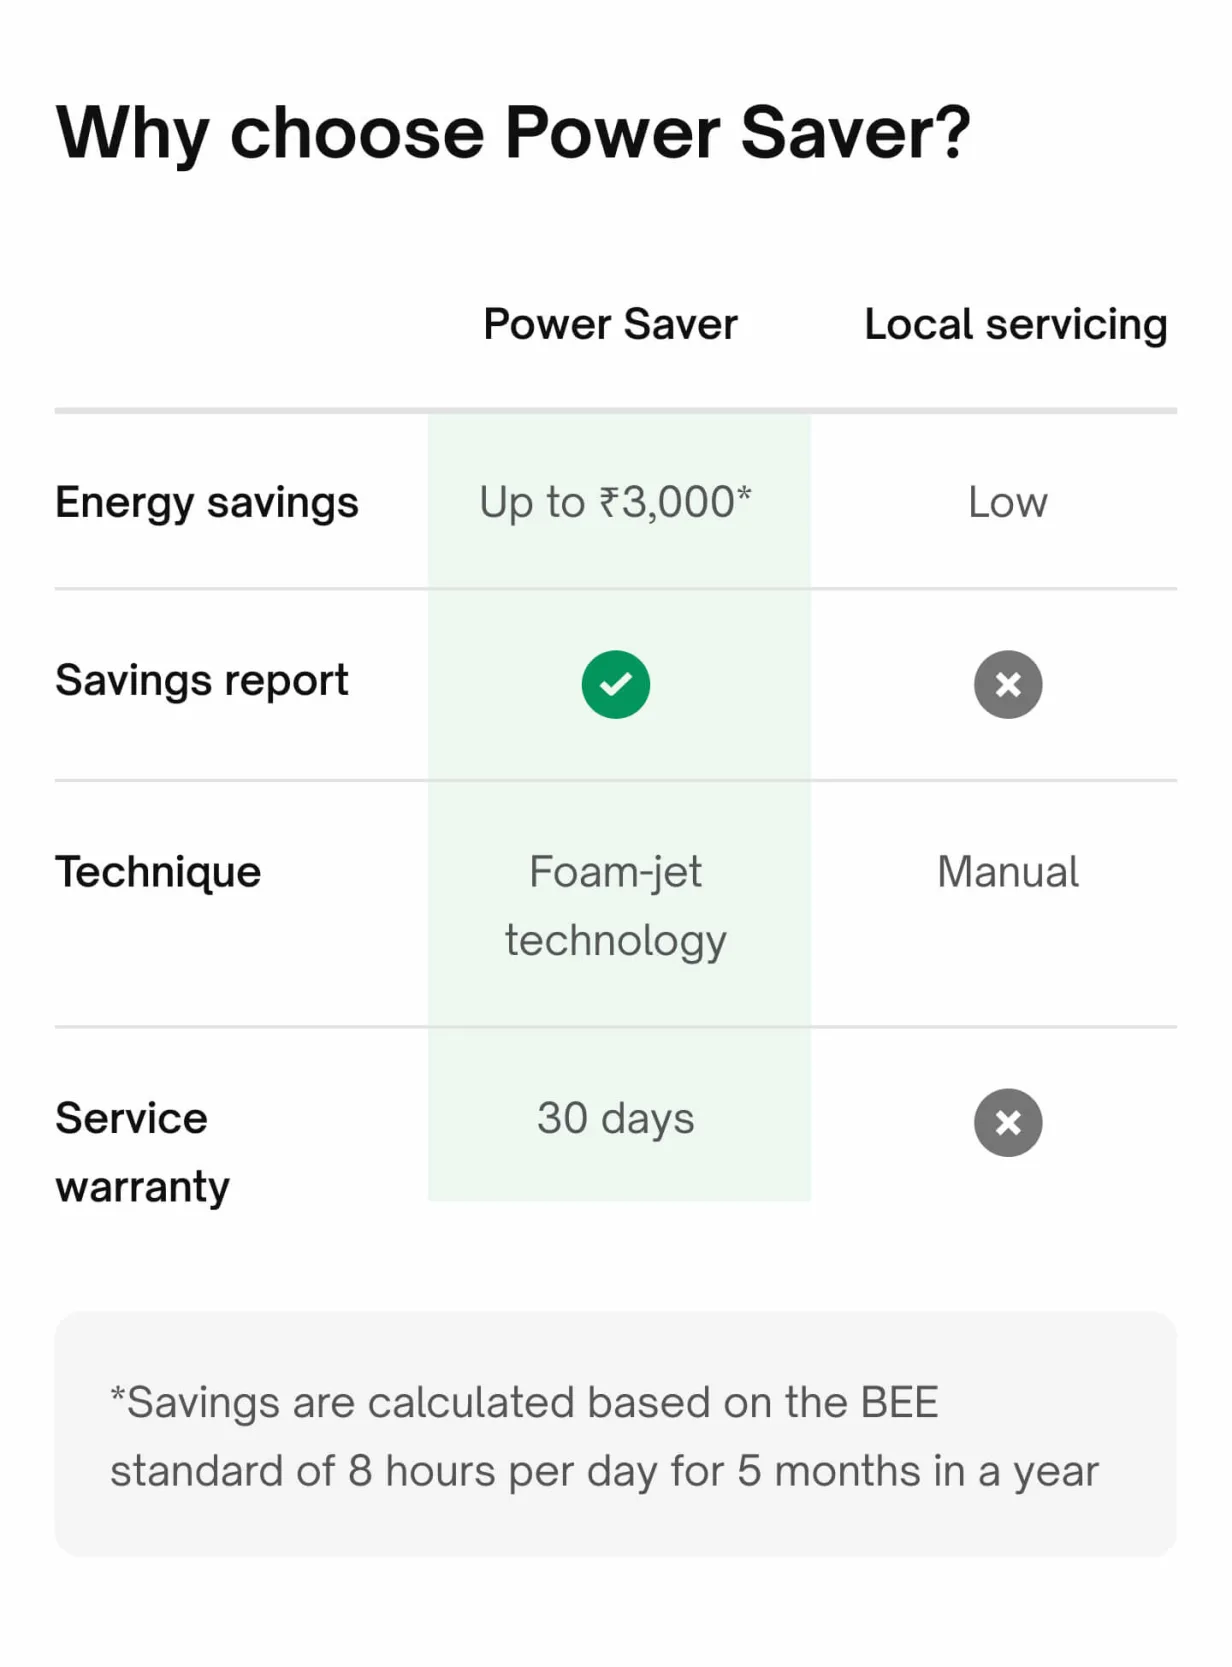 Why choose Power Saver?
Power Saver Local servicing
Energy savings Up to ₹3,000* Low
Savings report
Technique Foam-jet Manual
technology
Service 30 days
warranty
*Savings are calculated based on the BEE
standard of 8 hours per day for 5 months in a year